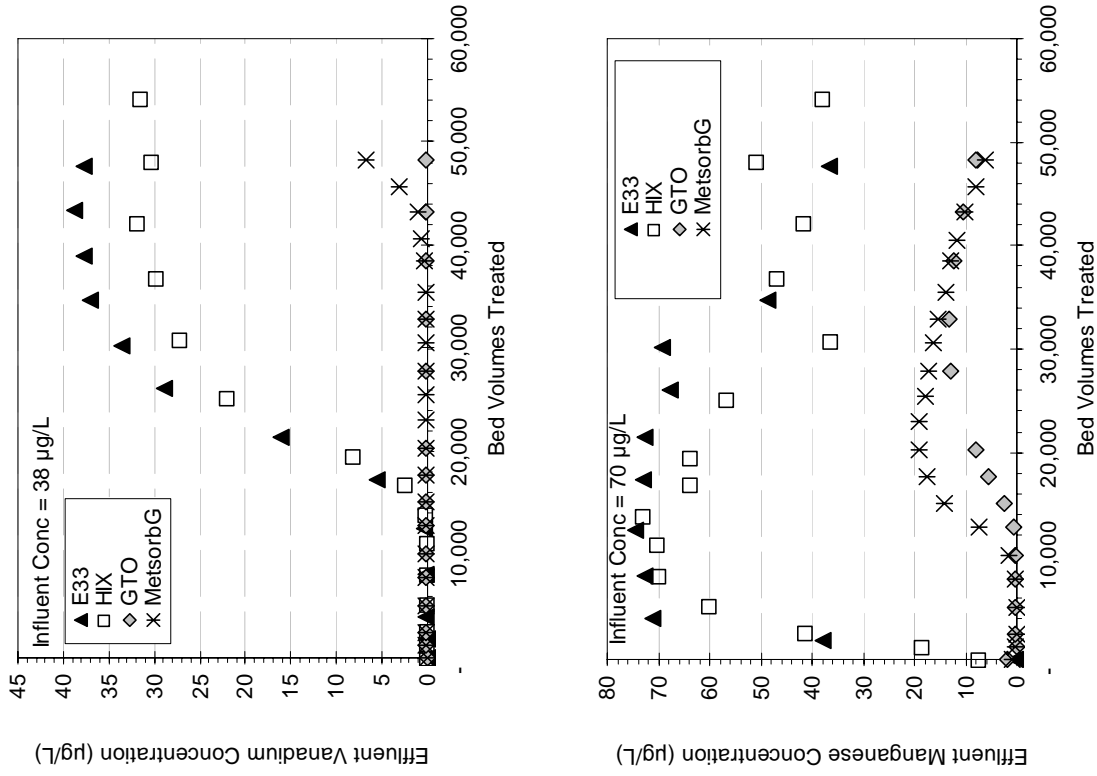 Effluent Vanadium Concentration (µg/L)
45
40
35
30
25
20
15
10
5
0
Influent Conc = 38 µg/L
E33
HIX
GTO
MetsorbG
-
10,000
20,000
30,000
40,000
50,000
60,000
Bed Volumes Treated
Effluent Manganese Concentration (µg/L)
80
70
60
50
40
30
20
10
0
Influent Conc = 70 µg/L
E33
HIX
GTO
MetsorbG
-
10,000
20,000
30,000
40,000
50,000
60,000
Bed Volumes Treated